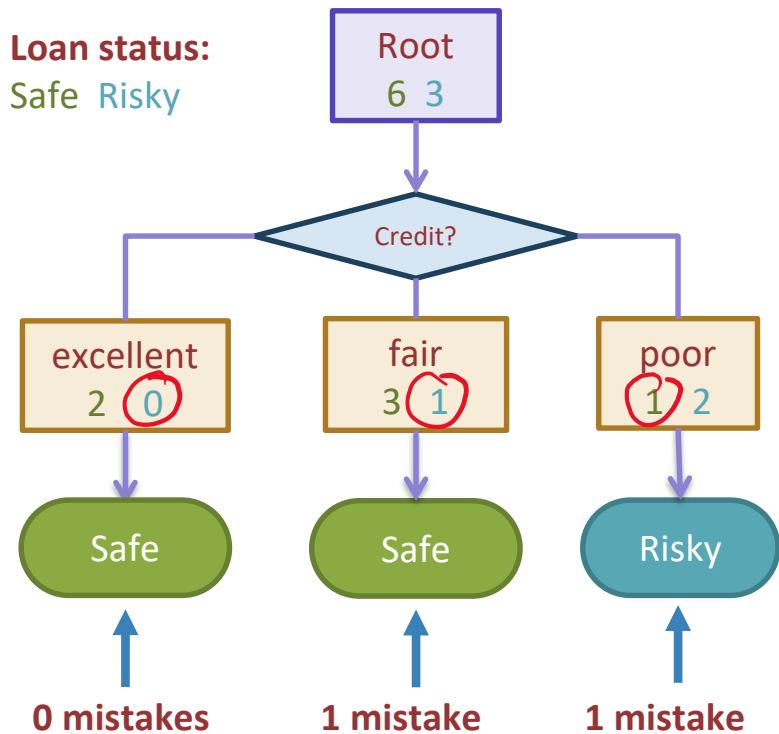 Loan status:
Safe Risky
Root
6 3
Credit?
excellent
2 0
fair
3 1
poor
1 2
Safe
Safe
Risky
0 mistakes
1 mistake
1 mistake